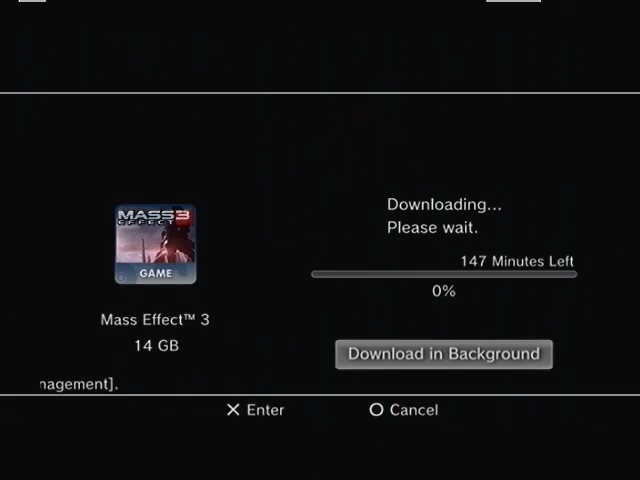 MASS 3
EFFECT
GAME
Mass Effect™ 3
14 GB
Downloading...
Please wait.
147 Minutes Left
0%
Download in Background
nagement].
Enter
Cancel